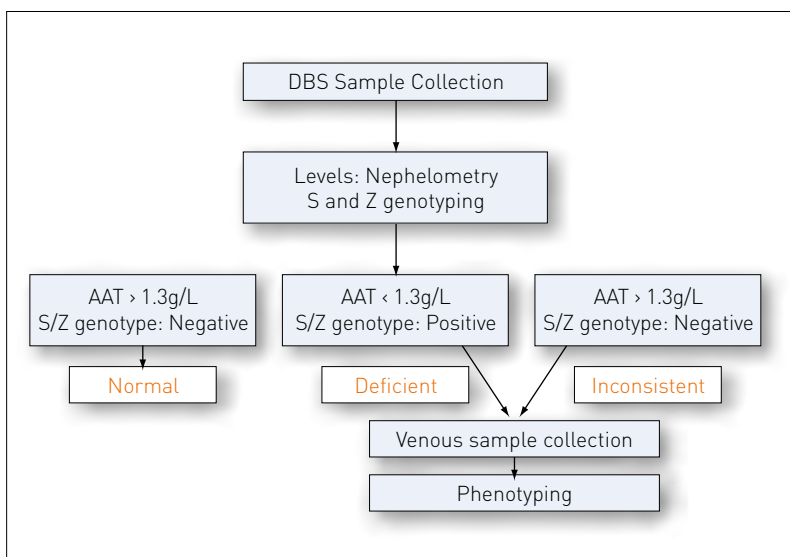 DBS Sample Collection
Levels: Nephelometry
S and Z genotyping
AAT › 1.3g/L
S/Z genotype: Negative
AAT ‹ 1.3g/L
S/Z genotype: Positive
AAT › 1.3g/L
S/Z genotype: Negative
Normal
Deficient
Inconsistent
Venous sample collection
Phenotyping